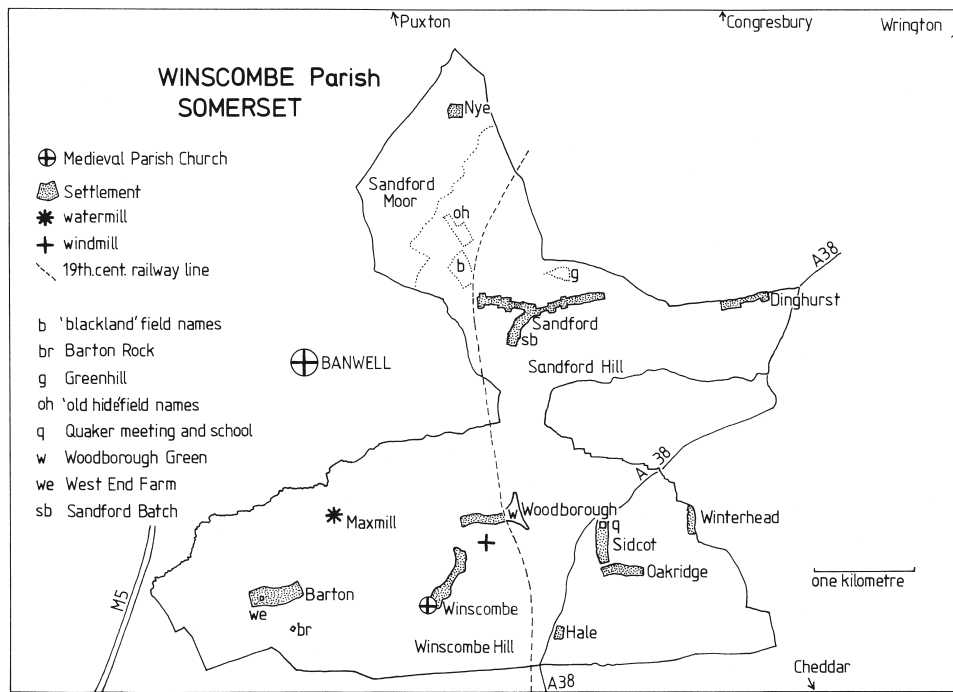 Puxton
Congresbury
Wrington
WINSCOMBE Parish
SOMERSET
Nye
Medieval Parish Church
Settlement
watermill
windmill
19th.cent. railway line
Sandford
Moor
oh
b
g
A38
Dinghurst
Sandford
sb
Sandford Hill
BANWELL
b 'blackland' field names
br Barton Rock
g Greenhill
oh 'old hide' field names
q Quaker meeting and school
w Woodborough Green
we West End Farm
sb Sandford Batch
A 38
Maxmill
w
Woodborough
q
Sidcot
Winterhead
Oakridge
one kilometre
M5
Barton
we
br
Winscombe
Winscombe Hill
Hale
A38
Cheddar